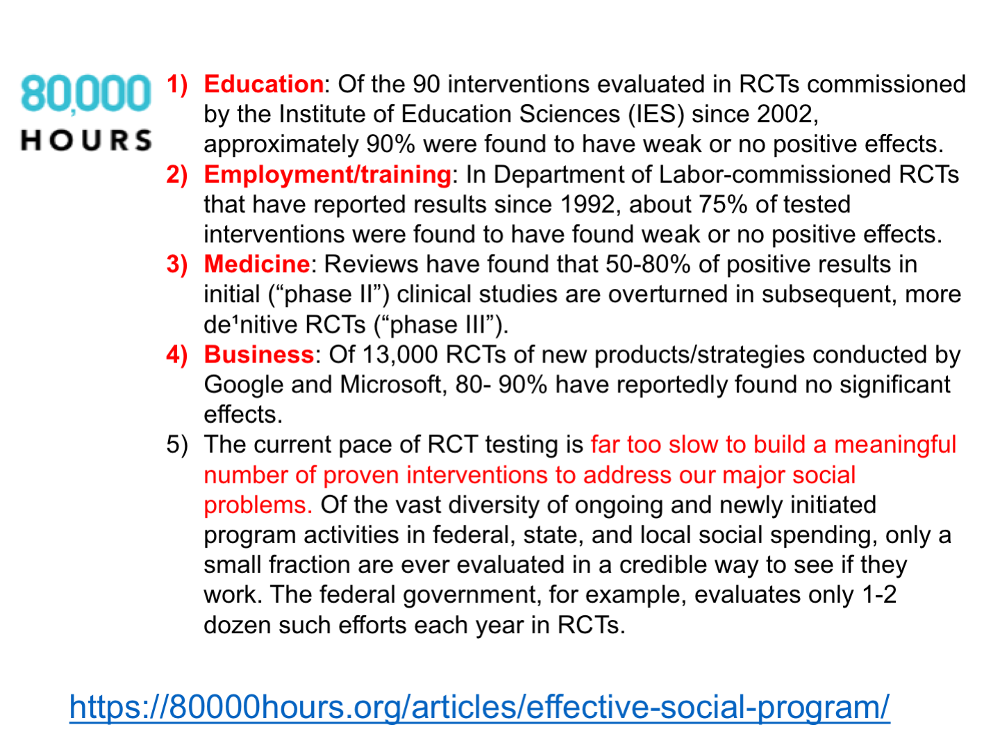 80,000
HOURS
1) Education: Of the 90 interventions evaluated in RCTs commissioned
by the Institute of Education Sciences (IES) since 2002,
approximately 90% were found to have weak or no positive effects.
2) Employment/training: In Department of Labor-commissioned RCTs
that have reported results since 1992, about 75% of tested
interventions were found to have found weak or no positive effects.
3) Medicine: Reviews have found that 50-80% of positive results in
initial (“phase II”) clinical studies are overturned in subsequent, more
de¹nitive RCTs (“phase III”).
4) Business: Of 13,000 RCTs of new products/strategies conducted by
Google and Microsoft, 80- 90% have reportedly found no significant
effects.
5) The current pace of RCT testing is far too slow to build a meaningful
number of proven interventions to address our major social
problems. Of the vast diversity of ongoing and newly initiated
program activities in federal, state, and local social spending, only a
small fraction are ever evaluated in a credible way to see if they
work. The federal government, for example, evaluates only 1-2
dozen such efforts each year in RCTs.
https://80000hours.org/articles/effective-social-program/